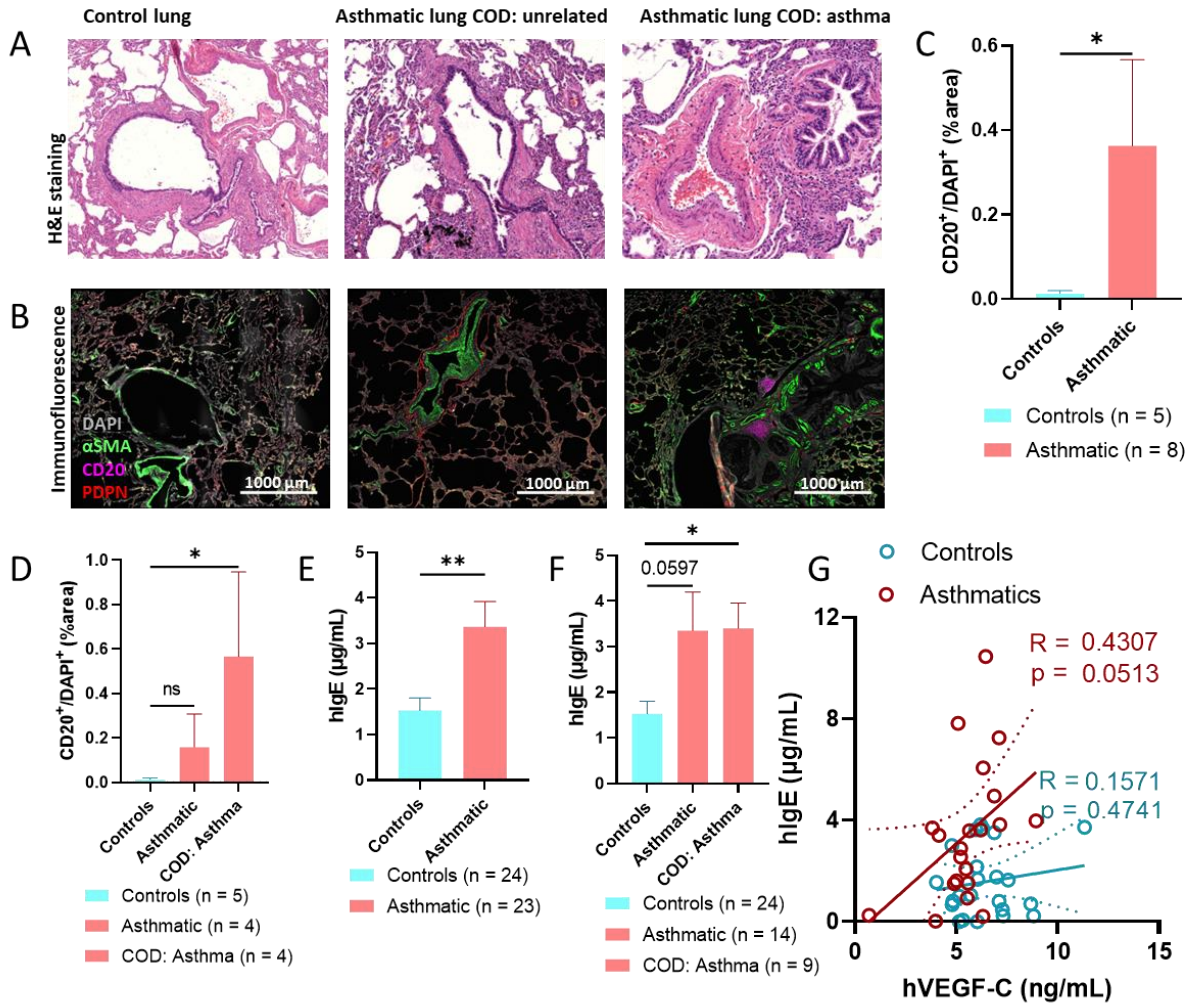 Control lung
Asthmatic lung COD: unrelated
Asthmatic lung COD: asthma
A
H&E staining
B
Immunofluorescence
DAPI
αSMA
CD20
PDPN
1000 µm
1000 µm
1000 µm
C
CD20+/DAPI+ (%area)
0.6
0.4
0.2
0.0
*
Controls
Asthmatic
Controls (n = 5)
Asthmatic (n = 8)
D
CD20+/DAPI+ (%area)
1.0
0.8
0.6
0.4
0.2
0.0
*
ns
Controls
Asthmatic
COD: Asthma
Controls (n = 5)
Asthmatic (n = 4)
COD: Asthma (n = 4)
E
hIgE (µg/mL)
5
4
3
2
1
0
**
Controls
Asthmatic
Controls (n = 24)
Asthmatic (n = 23)
F
hIgE (µg/mL)
5
4
3
2
1
0
*
0.0597
Controls
Asthmatic
COD: Asthma
Controls (n = 24)
Asthmatic (n = 14)
COD: Asthma (n = 9)
G
Controls
Asthmatics
hIgE (µg/mL)
12
8
4
0
R = 0.4307
p = 0.0513
R = 0.1571
p = 0.4741
0
5
10
15
hVEGF-C (ng/mL)